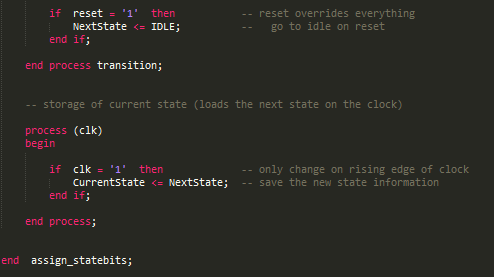 if reset = '1' then -- reset overrides everything
NextState <= IDLE; -- go to idle on reset
end if;
end process transition;
-- storage of current state (loads the next state on the clock)
process (clk)
begin
if clk = '1' then -- only change on rising edge of clock
CurrentState <= NextState; -- save the new state information
end if;
end process;
end assign_statebits;